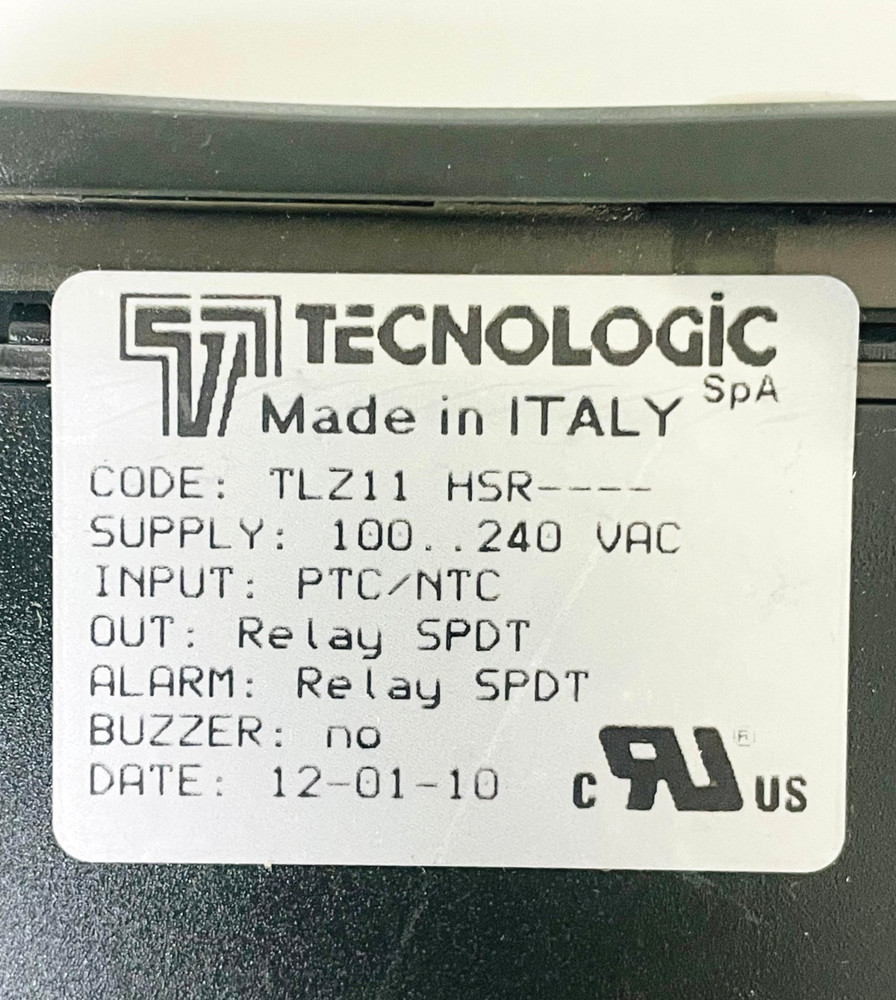 TECNOLOGIC
SpA
Made in ITALY
CODE: TLZ11 HSR----
SUPPLY: 100..240 VAC
INPUT: PTC/NTC
OUT: Relay SPDT
ALARM: Relay SPDT
BUZZER: no
DATE: 12-01-10
c RU ® US